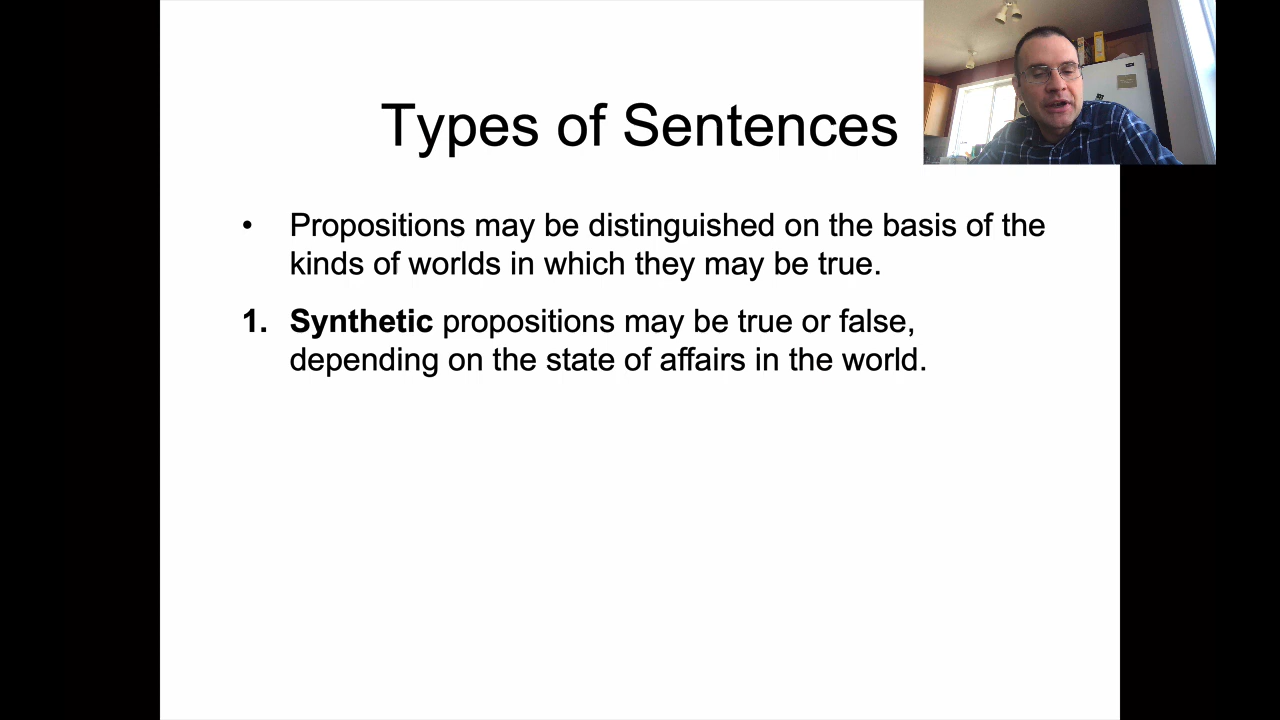 Types of Sentences
• Propositions may be distinguished on the basis of the
kinds of worlds in which they may be true.
1. Synthetic propositions may be true or false,
depending on the state of affairs in the world.